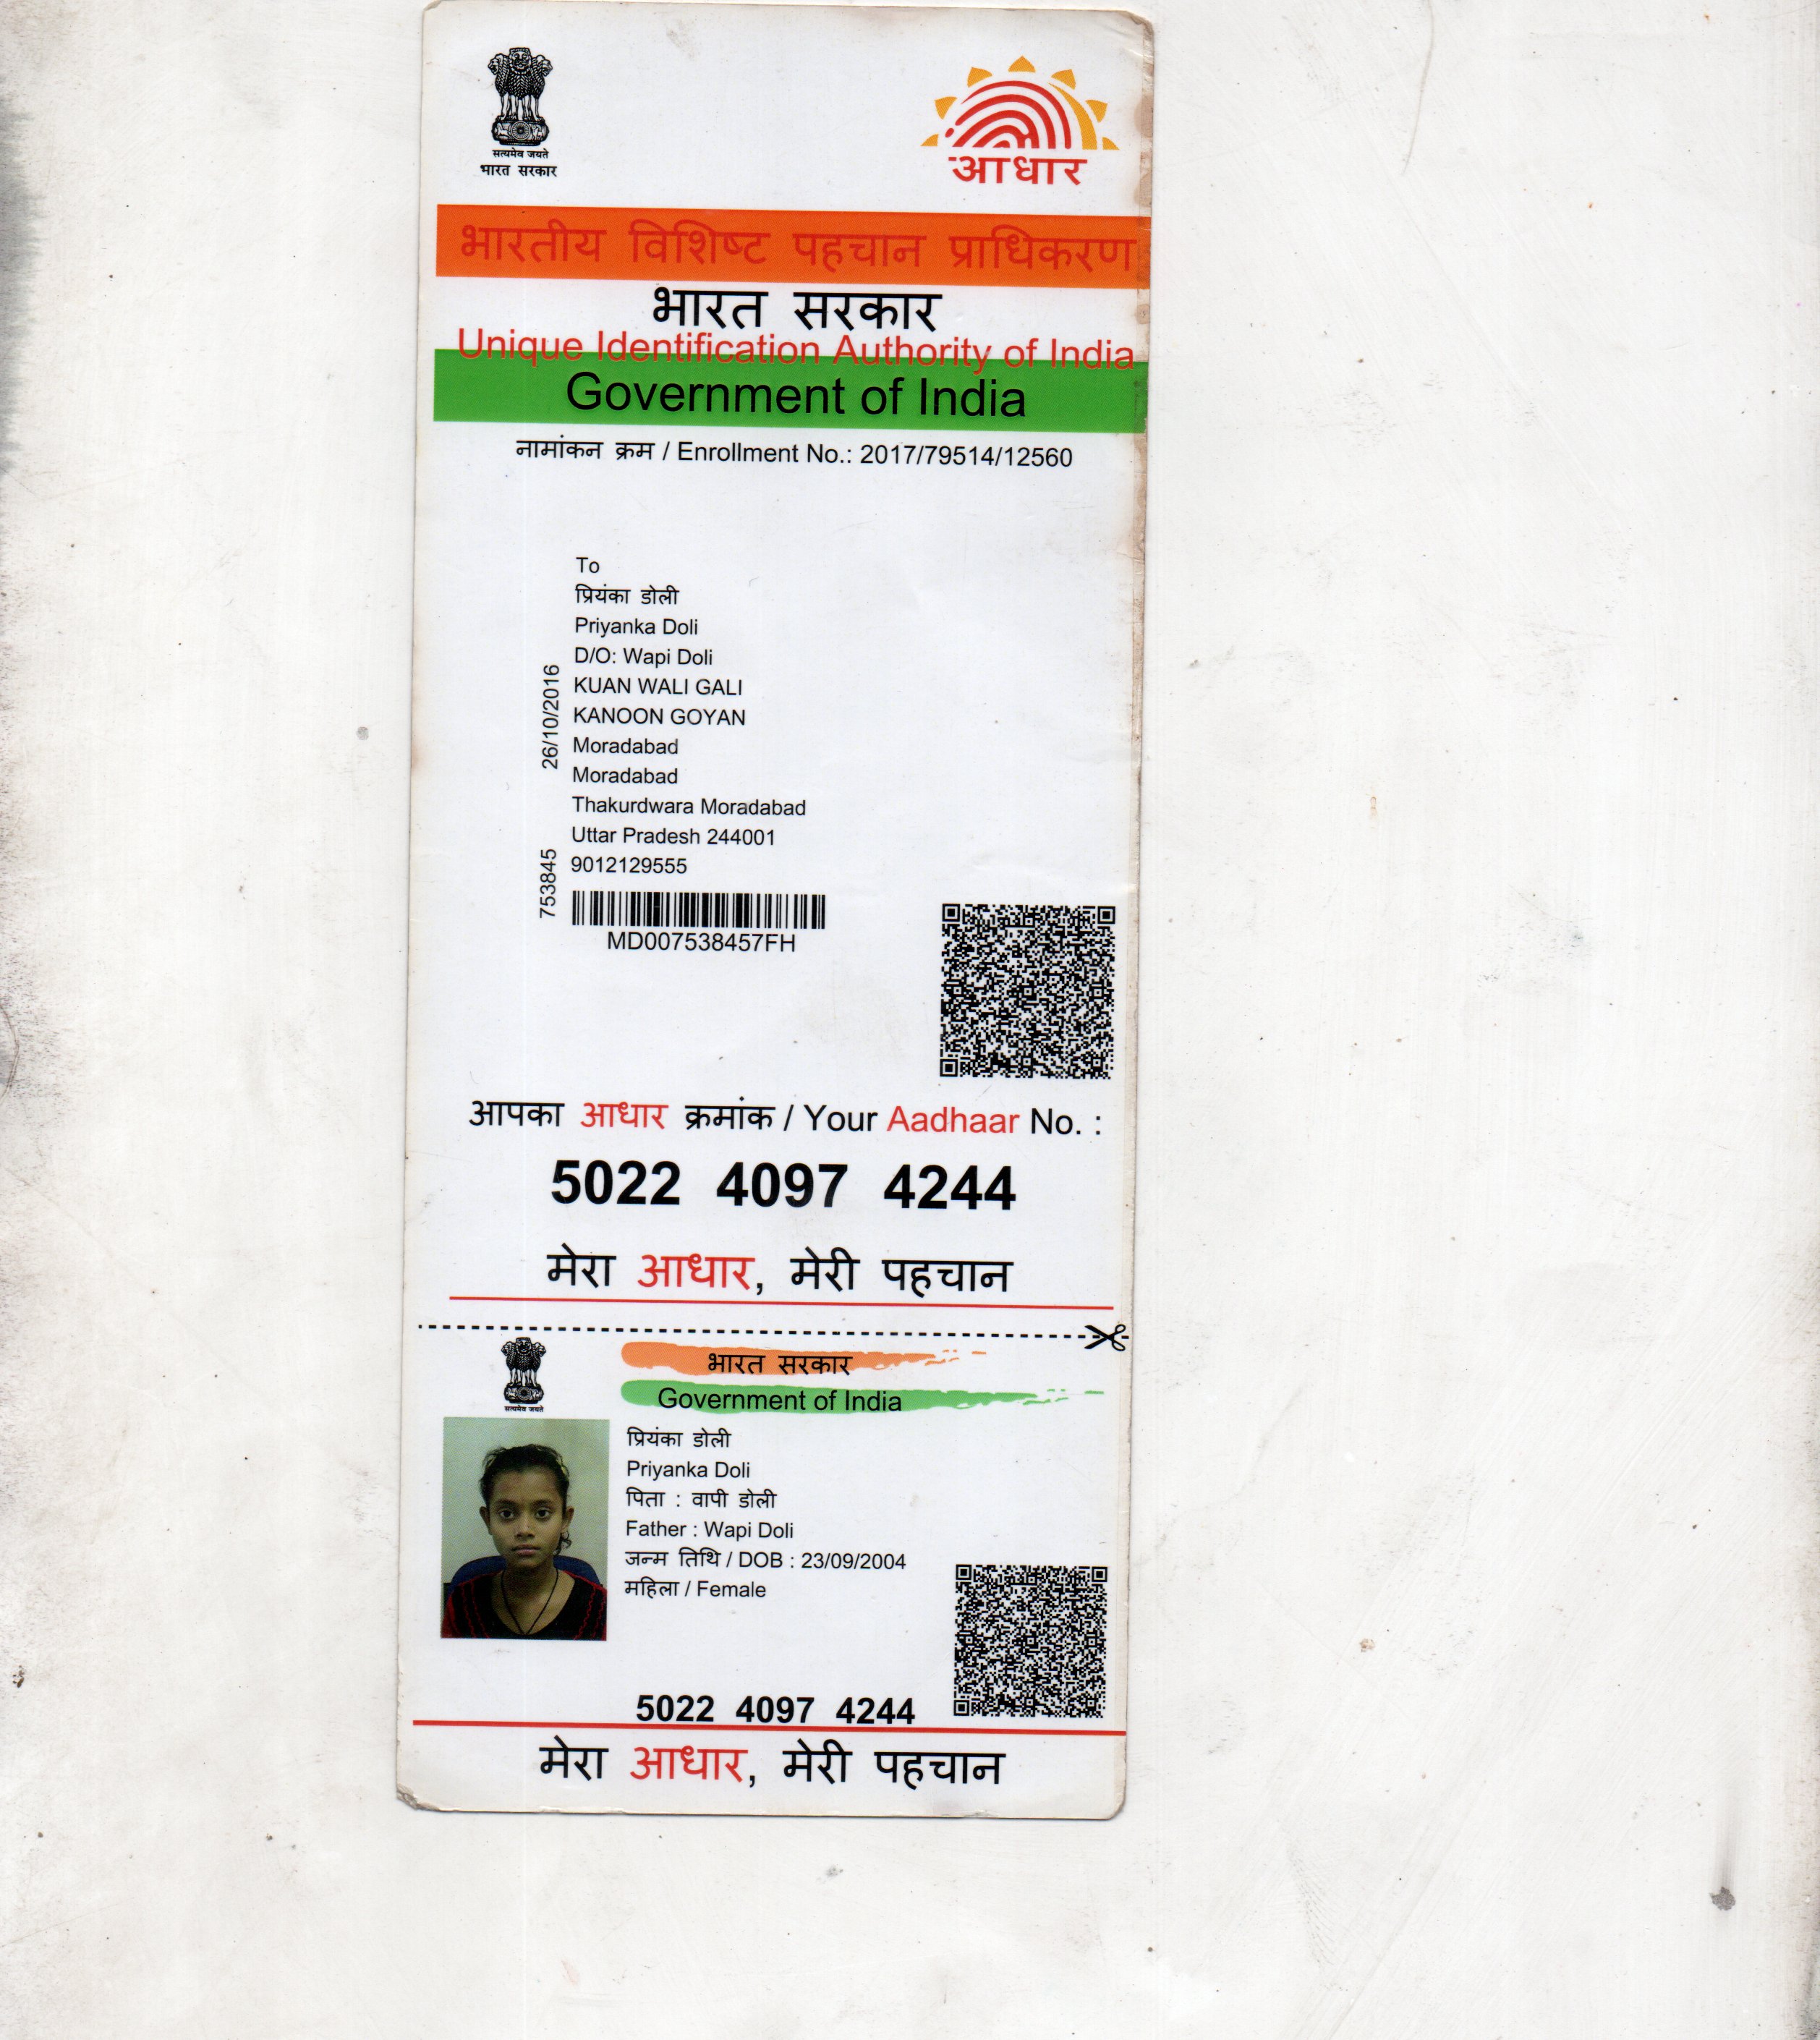 सत्यमेव जयते
भारत सरकार
आधार
भारतीय विशिष्ट पहचान प्राधिकरण
भारत सरकार
Unique Identification Authority of India
Government of India
नामांकन क्रम / Enrollment No.: 2017/79514/12560
To
प्रियंका डोली
Priyanka Doli
D/O: Wapi Doli
KUAN WALI GALI
KANOON GOYAN
Moradabad
Moradabad
Thakurdwara Moradabad
Uttar Pradesh 244001
9012129555
26/10/2016
753845
MD007538457FH
आपका आधार क्रमांक / Your Aadhaar No. :
5022 4097 4244
मेरा आधार, मेरी पहचान
सत्यमेव जयते
भारत सरकार
Government of India
प्रियंका डोली
Priyanka Doli
पिता : वापी डोली
Father : Wapi Doli
जन्म तिथि / DOB : 23/09/2004
महिला / Female
5022 4097 4244
मेरा आधार, मेरी पहचान